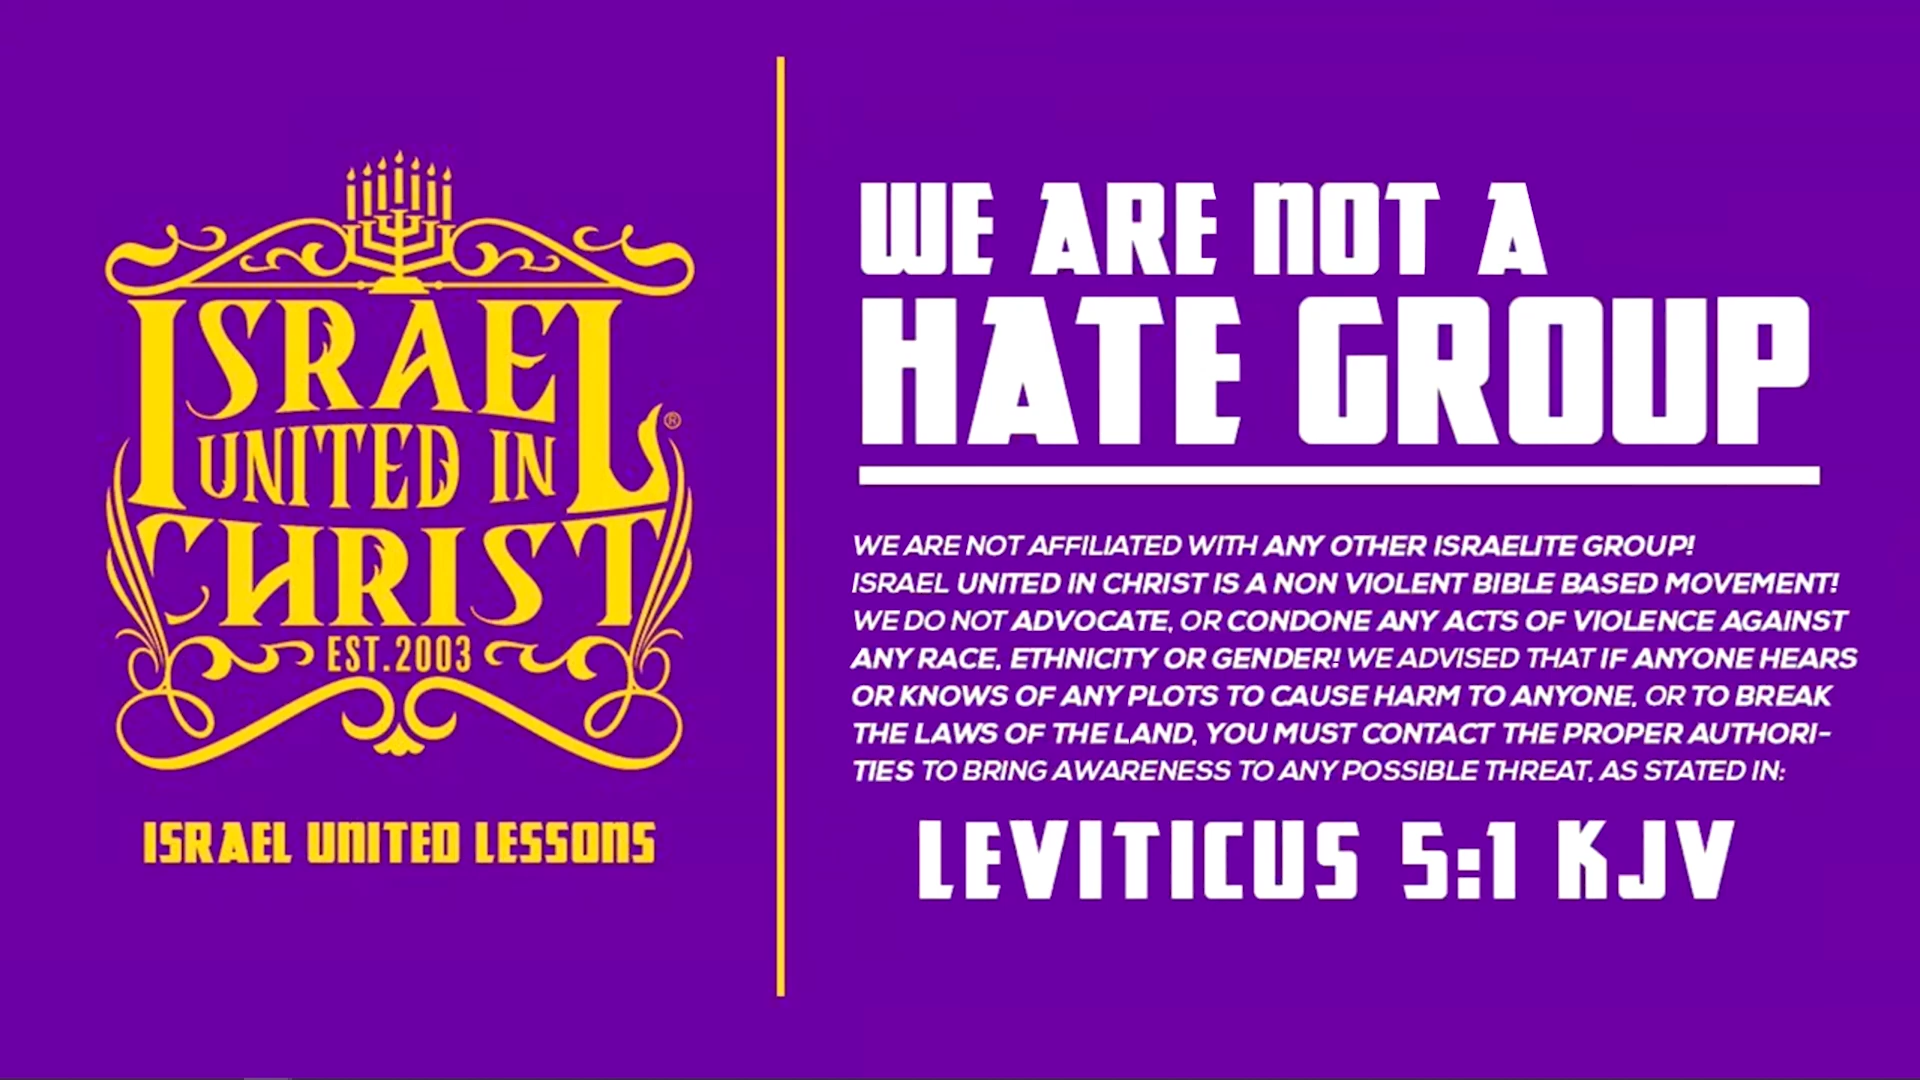 ISRAEL
UNITED IN
CHRIST
®
EST.2003
ISRAEL UNITED LESSONS
WE ARE NOT A
HATE GROUP
WE ARE NOT AFFILIATED WITH ANY OTHER ISRAELITE GROUP!
ISRAEL UNITED IN CHRIST IS A NON VIOLENT BIBLE BASED MOVEMENT!
WE DO NOT ADVOCATE, OR CONDONE ANY ACTS OF VIOLENCE AGAINST
ANY RACE, ETHNICITY OR GENDER! WE ADVISED THAT IF ANYONE HEARS
OR KNOWS OF ANY PLOTS TO CAUSE HARM TO ANYONE, OR TO BREAK
THE LAWS OF THE LAND, YOU MUST CONTACT THE PROPER AUTHORI-
TIES TO BRING AWARENESS TO ANY POSSIBLE THREAT, AS STATED IN:
LEVITICUS 5:1 KJV